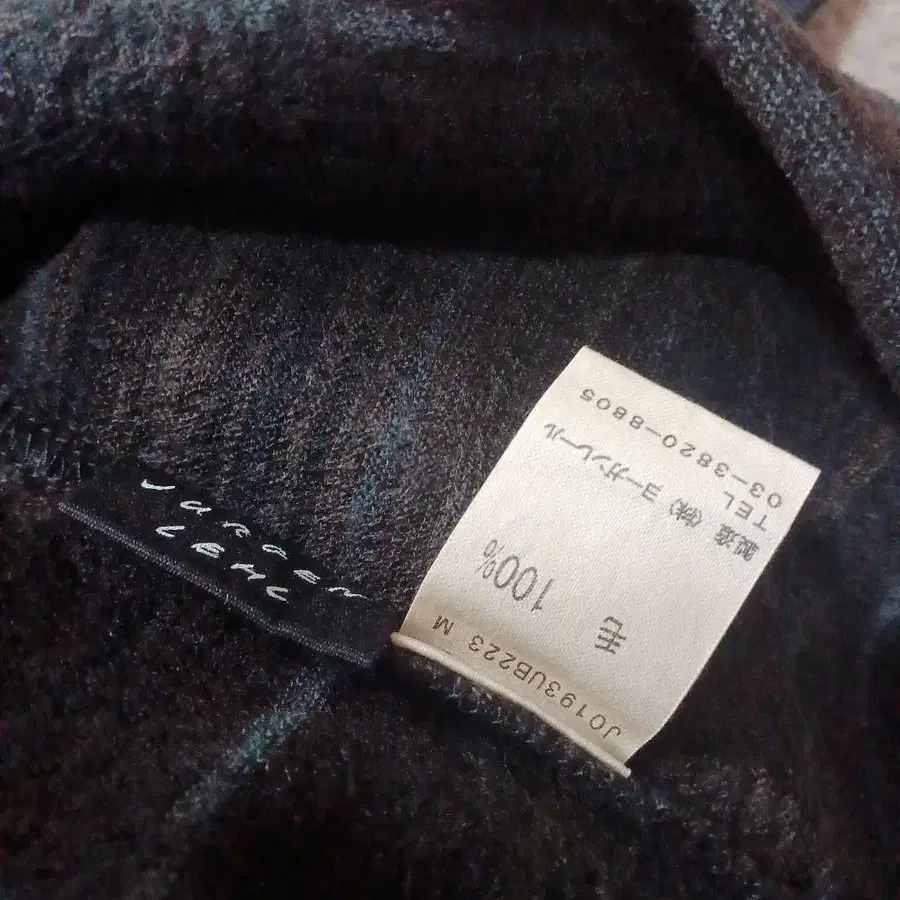 JURGEN
LEHL
J0193UB223 M
毛
100%
製造 (株) ヨーガンレール
TEL
03-3820-8805